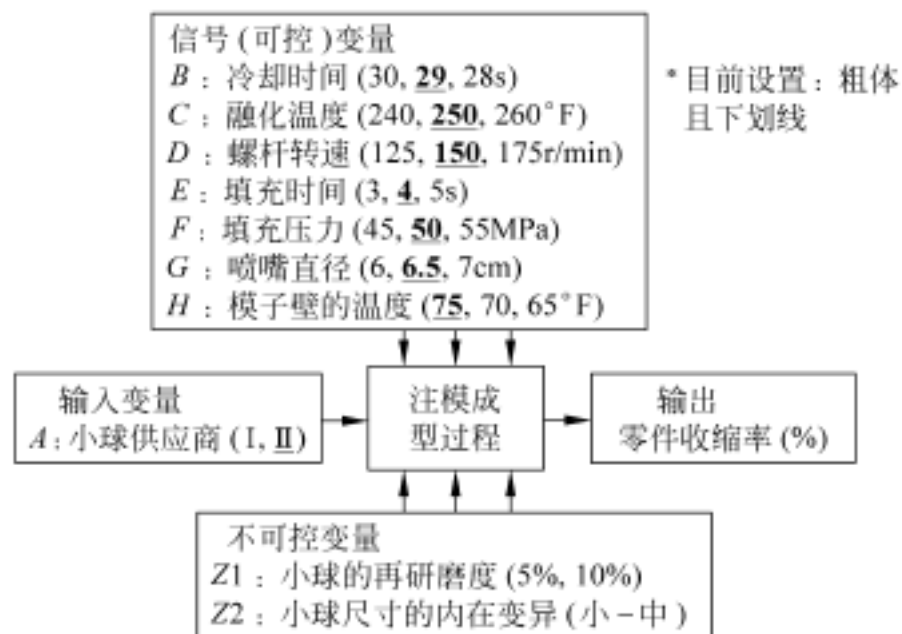 信号(可控)变量
B：冷却时间(30, 29, 28s)
C：融化温度(240, 250, 260°F)
D：螺杆转速(125, 150, 175r/min)
E：填充时间(3, 4, 5s)
F：填充压力(45, 50, 55MPa)
G：喷嘴直径(6, 6.5, 7cm)
H：模子壁的温度(75, 70, 65°F)
*目前设置：粗体
且下划线
输入变量
A:小球供应商(Ⅰ, Ⅱ)
注模成
型过程
输出
零件收缩率(%)
不可控变量
Z1：小球的再研磨度(5%, 10%)
Z2：小球尺寸的内在变异(小－中)